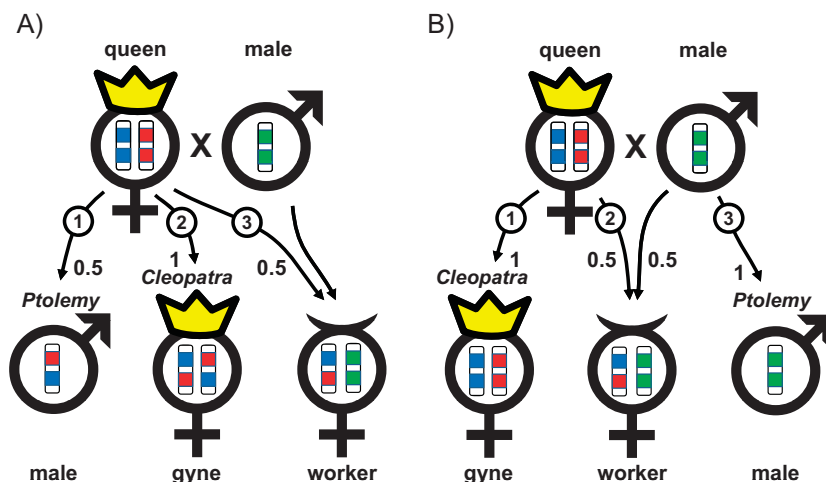 A)
queen
male
X
1
2
3
0.5
1
0.5
Ptolemy
Cleopatra
male
gyne
worker
B)
queen
male
X
1
2
3
1
0.5
0.5
1
Cleopatra
Ptolemy
gyne
worker
male